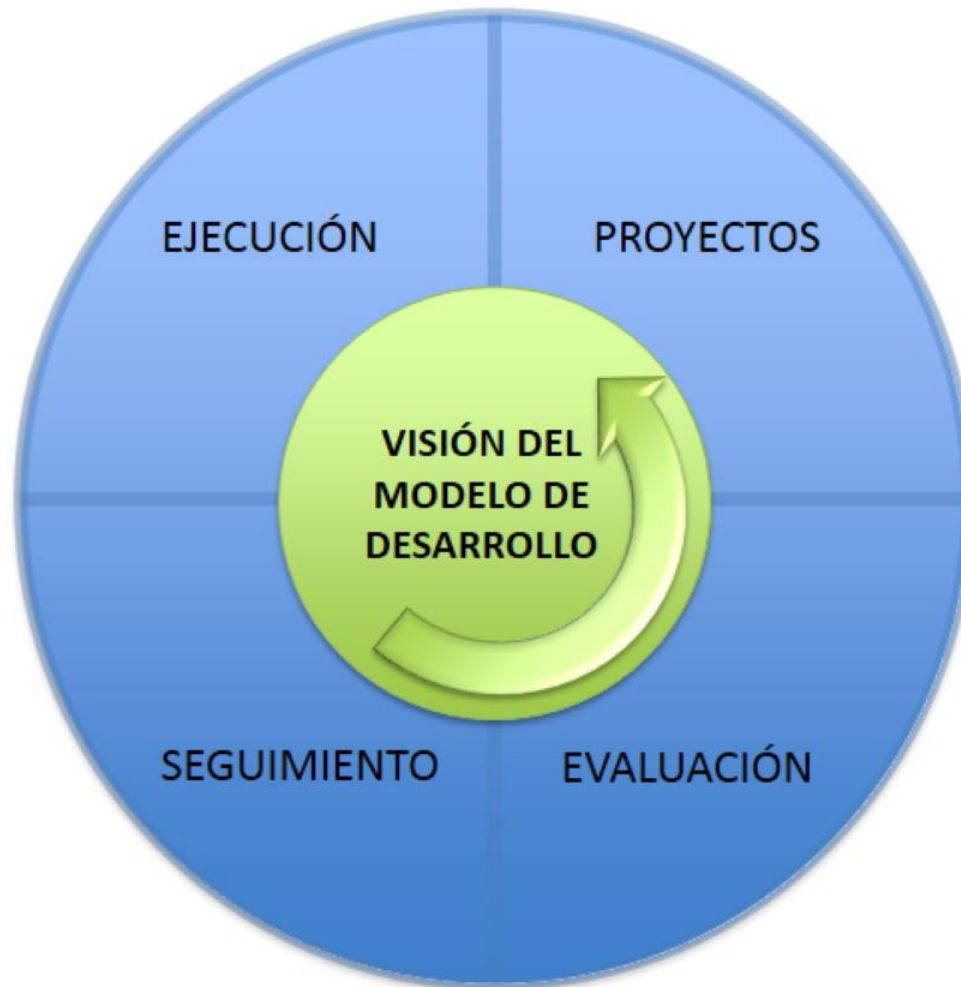 EJECUCIÓN
PROYECTOS
VISIÓN DEL
MODELO DE
DESARROLLO
SEGUIMIENTO
EVALUACIÓN